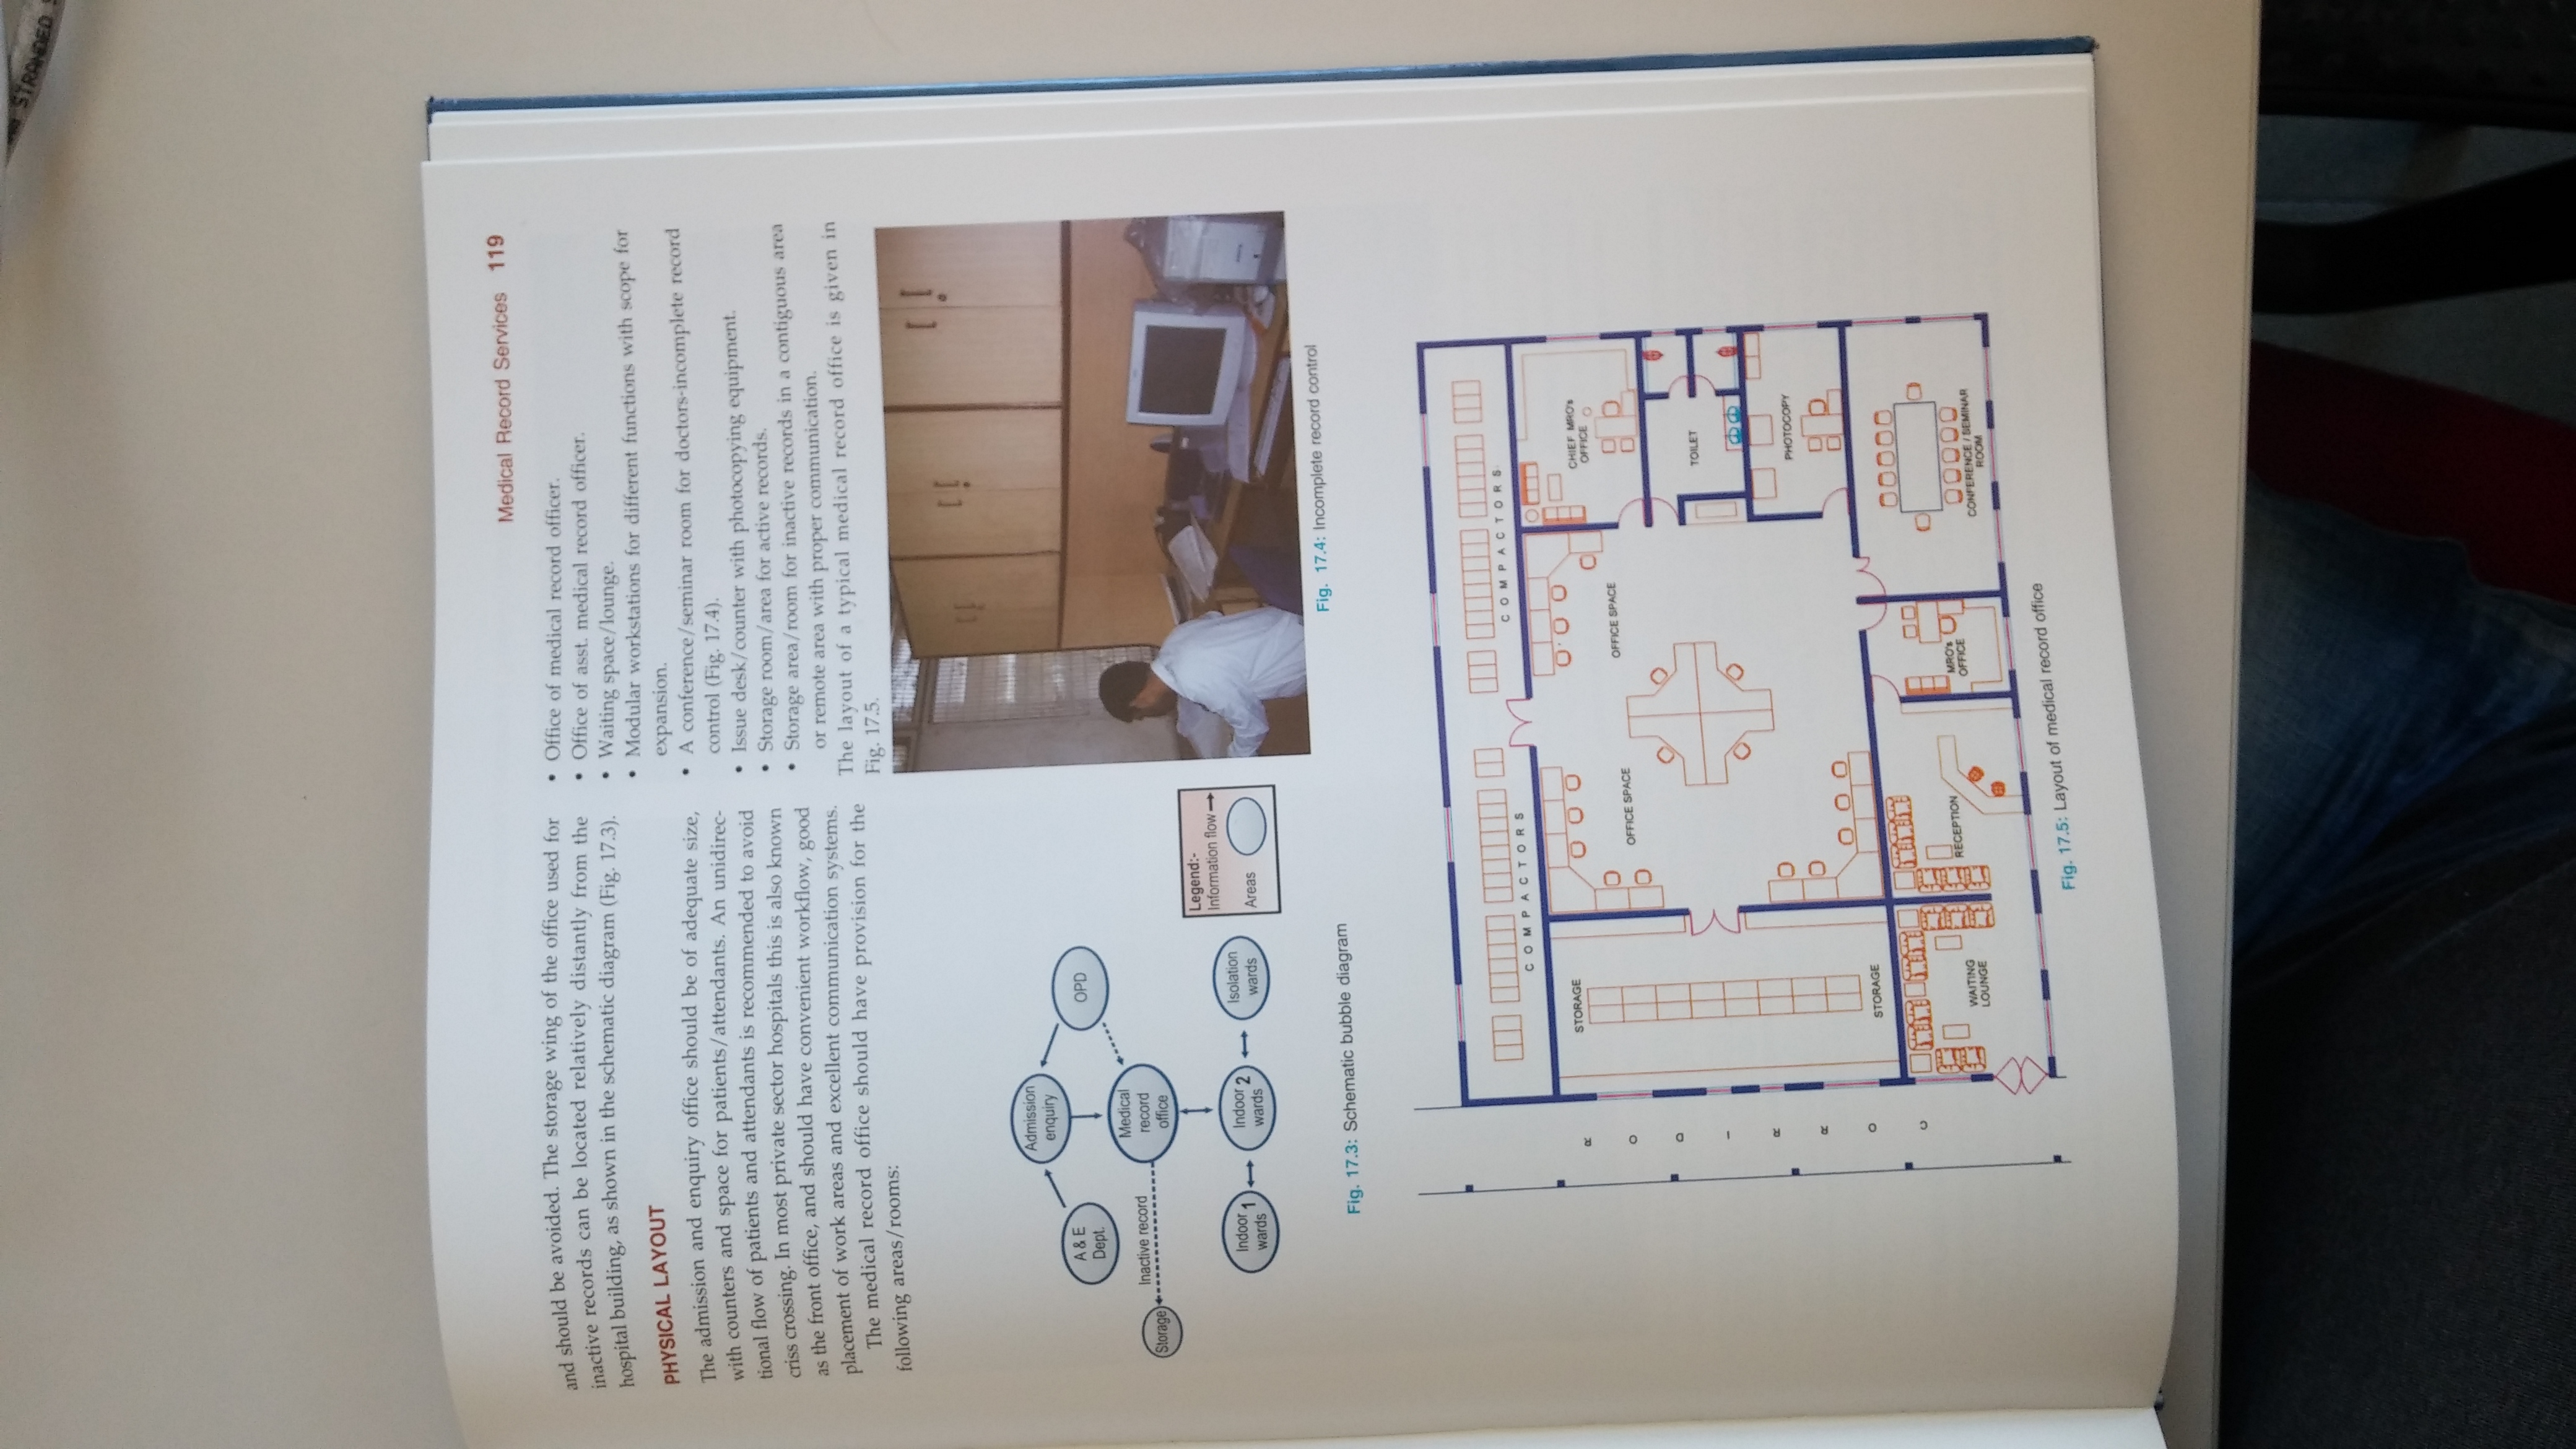 STRANDED
Medical Record Services 119
and should be avoided. The storage wing of the office used for
inactive records can be located relatively distantly from the
hospital building, as shown in the schematic diagram (Fig. 17.3).
PHYSICAL LAYOUT
The admission and enquiry office should be of adequate size,
with counters and space for patients/attendants. An unidirec-
tional flow of patients and attendants is recommended to avoid
criss crossing. In most private sector hospitals this is also known
as the front office, and should have convenient workflow, good
placement of work areas and excellent communication systems.
The medical record office should have provision for the
following areas/rooms:
• Office of medical record officer.
• Office of asst. medical record officer.
• Waiting space/lounge.
• Modular workstations for different functions with scope for
expansion.
• A conference/seminar room for doctors-incomplete record
control (Fig. 17.4).
• Issue desk/counter with photocopying equipment.
• Storage room/area for active records.
• Storage area/room for inactive records in a contiguous area
or remote area with proper communication.
The layout of a typical medical record office is given in
Fig. 17.5.
Admission
enquiry
A & E
Dept.
OPD
Medical
record
office
Inactive record
Storage
Indoor 1
wards
Indoor 2
wards
Isolation
wards
Legend:-
Information flow
Areas
Fig. 17.3: Schematic bubble diagram
Fig. 17.4: Incomplete record control
COMPACTORS
COMPACTORS
CORRIDOR
STORAGE
OFFICE SPACE
OFFICE SPACE
CHIEF MRO's
OFFICE
TOILET
PHOTOCOPY
STORAGE
WAITING
LOUNGE
RECEPTION
MRO's
OFFICE
CONFERENCE / SEMINAR
ROOM
Fig. 17.5: Layout of medical record office